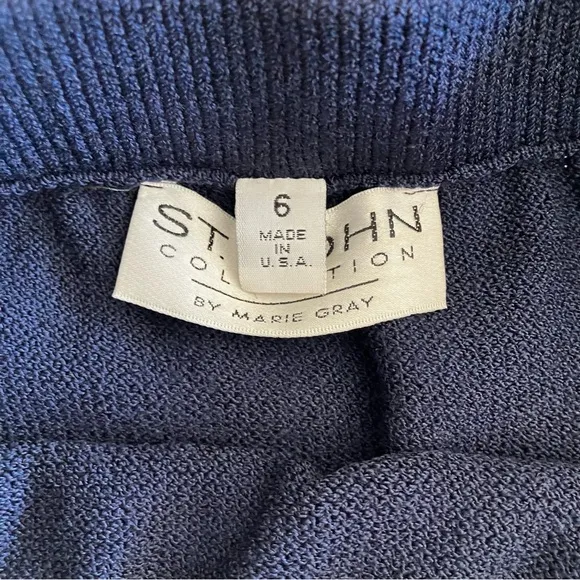 6
MADE
IN
U.S.A.
ST. HN
COL TION
BY MARIE GRAY